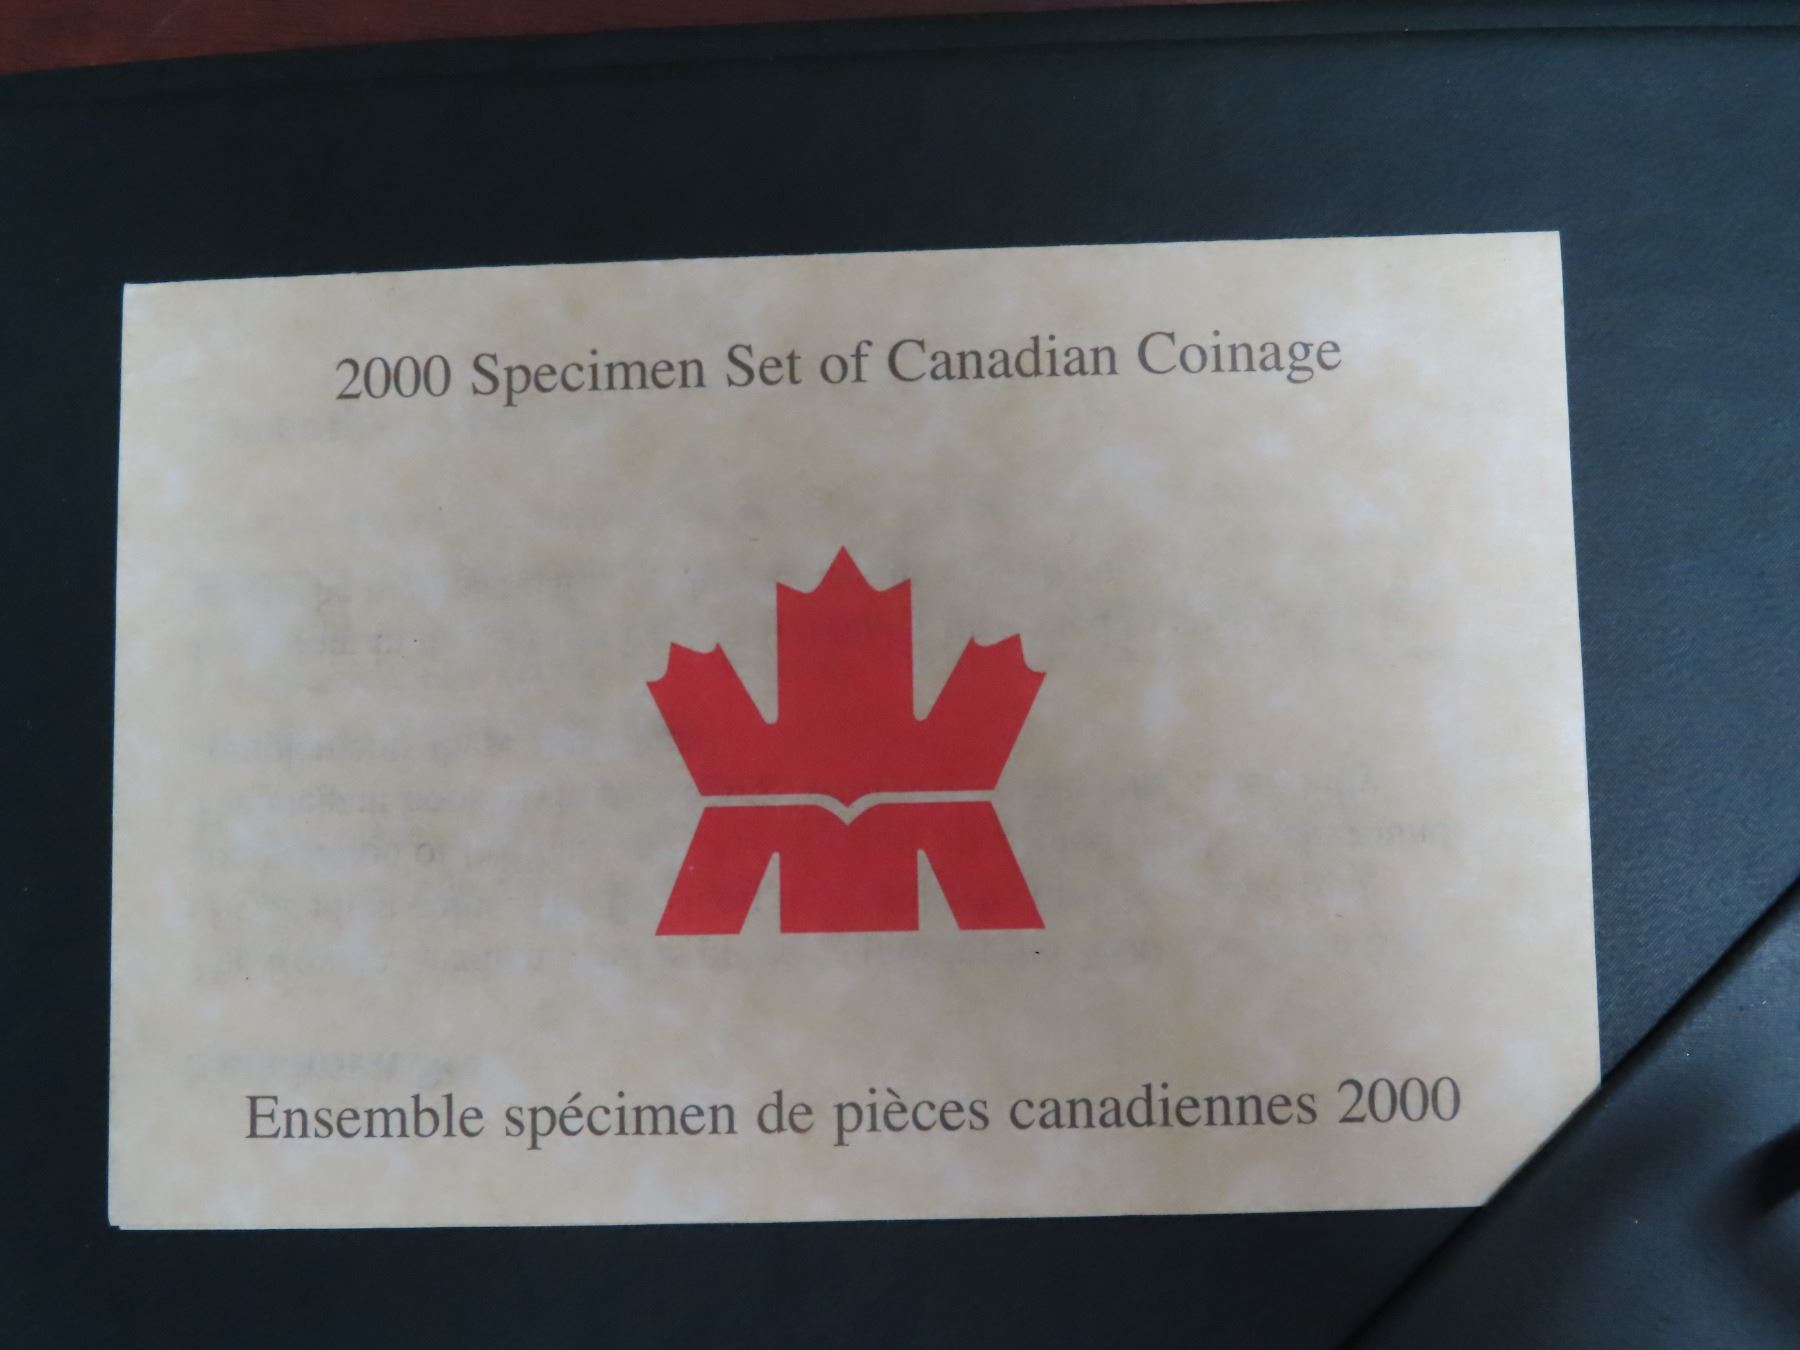 2000 Specimen Set of Canadian Coinage
Ensemble spécimen de pièces canadiennes 2000